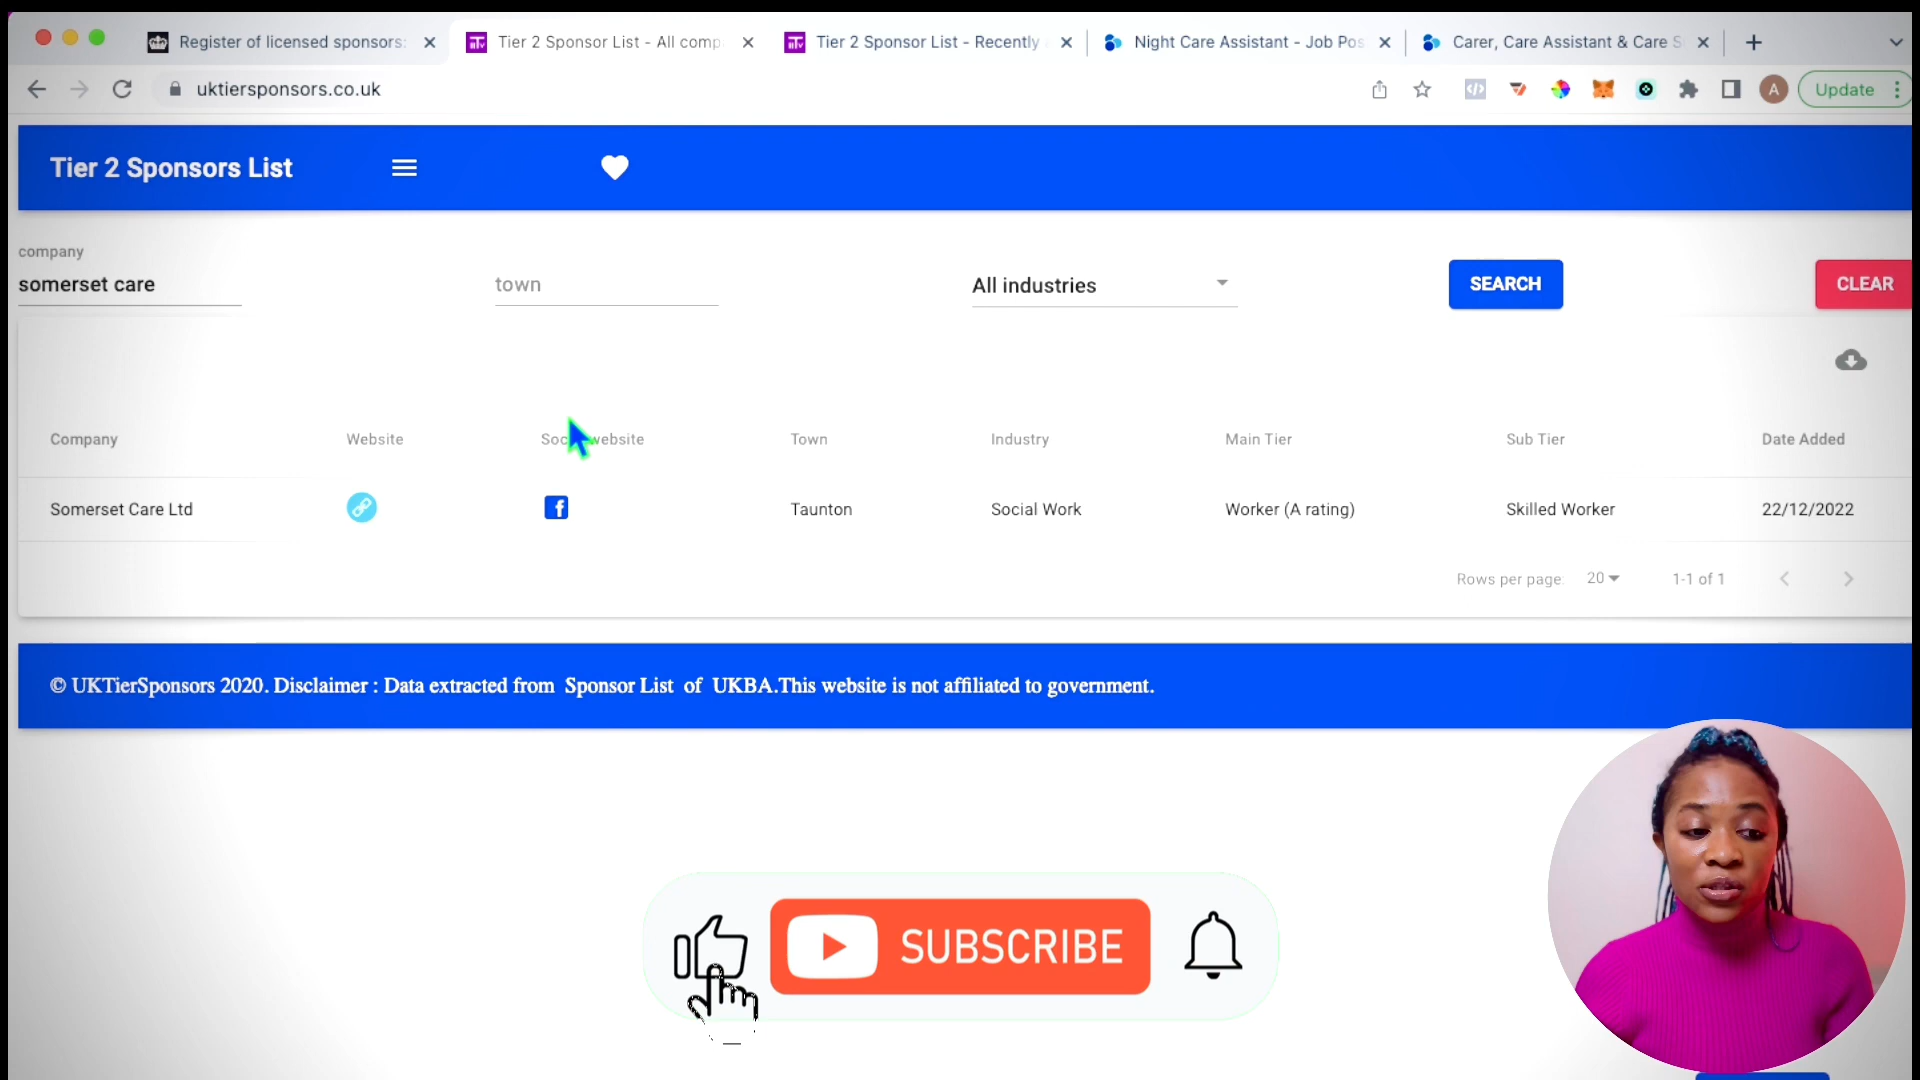 Register of licensed sponsors:
Tier 2 Sponsor List - All comp
Tier 2 Sponsor List - Recently
Night Care Assistant - Job Pos
Carer, Care Assistant & Care S
uktiersponsors.co.uk
A
Update
Tier 2 Sponsors List
company
somerset care
town
All industries
SEARCH
CLEAR
Company Website Social website Town Industry Main Tier Sub Tier Date Added
Somerset Care Ltd Taunton Social Work Worker (A rating) Skilled Worker 22/12/2022
Rows per page: 20 1-1 of 1
© UKTierSponsors 2020. Disclaimer : Data extracted from Sponsor List of UKBA.This website is not affiliated to government.
SUBSCRIBE